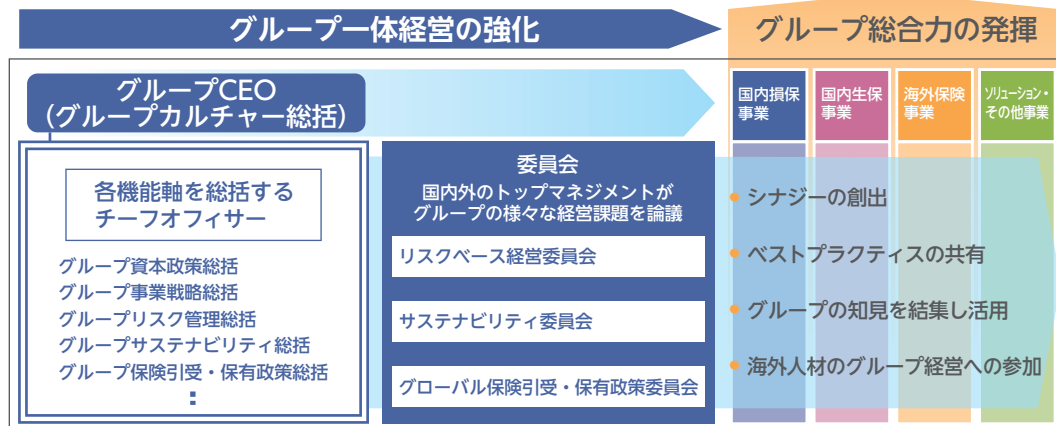 グループ一体経営の強化
グループ総合力の発揮
グループCEO
(グループカルチャー総括)
国内損保
事業
国内生保
事業
海外保険
事業
ソリューション・
その他事業
各機能軸を総括する
チーフオフィサー
グループ資本政策総括
グループ事業戦略総括
グループリスク管理総括
グループサステナビリティ総括
グループ保険引受・保有政策総括
:
委員会
国内外のトップマネジメントが
グループの様々な経営課題を論議
リスクベース経営委員会
サステナビリティ委員会
グローバル保険引受・保有政策委員会
• シナジーの創出
• ベストプラクティスの共有
• グループの知見を結集し活用
• 海外人材のグループ経営への参加